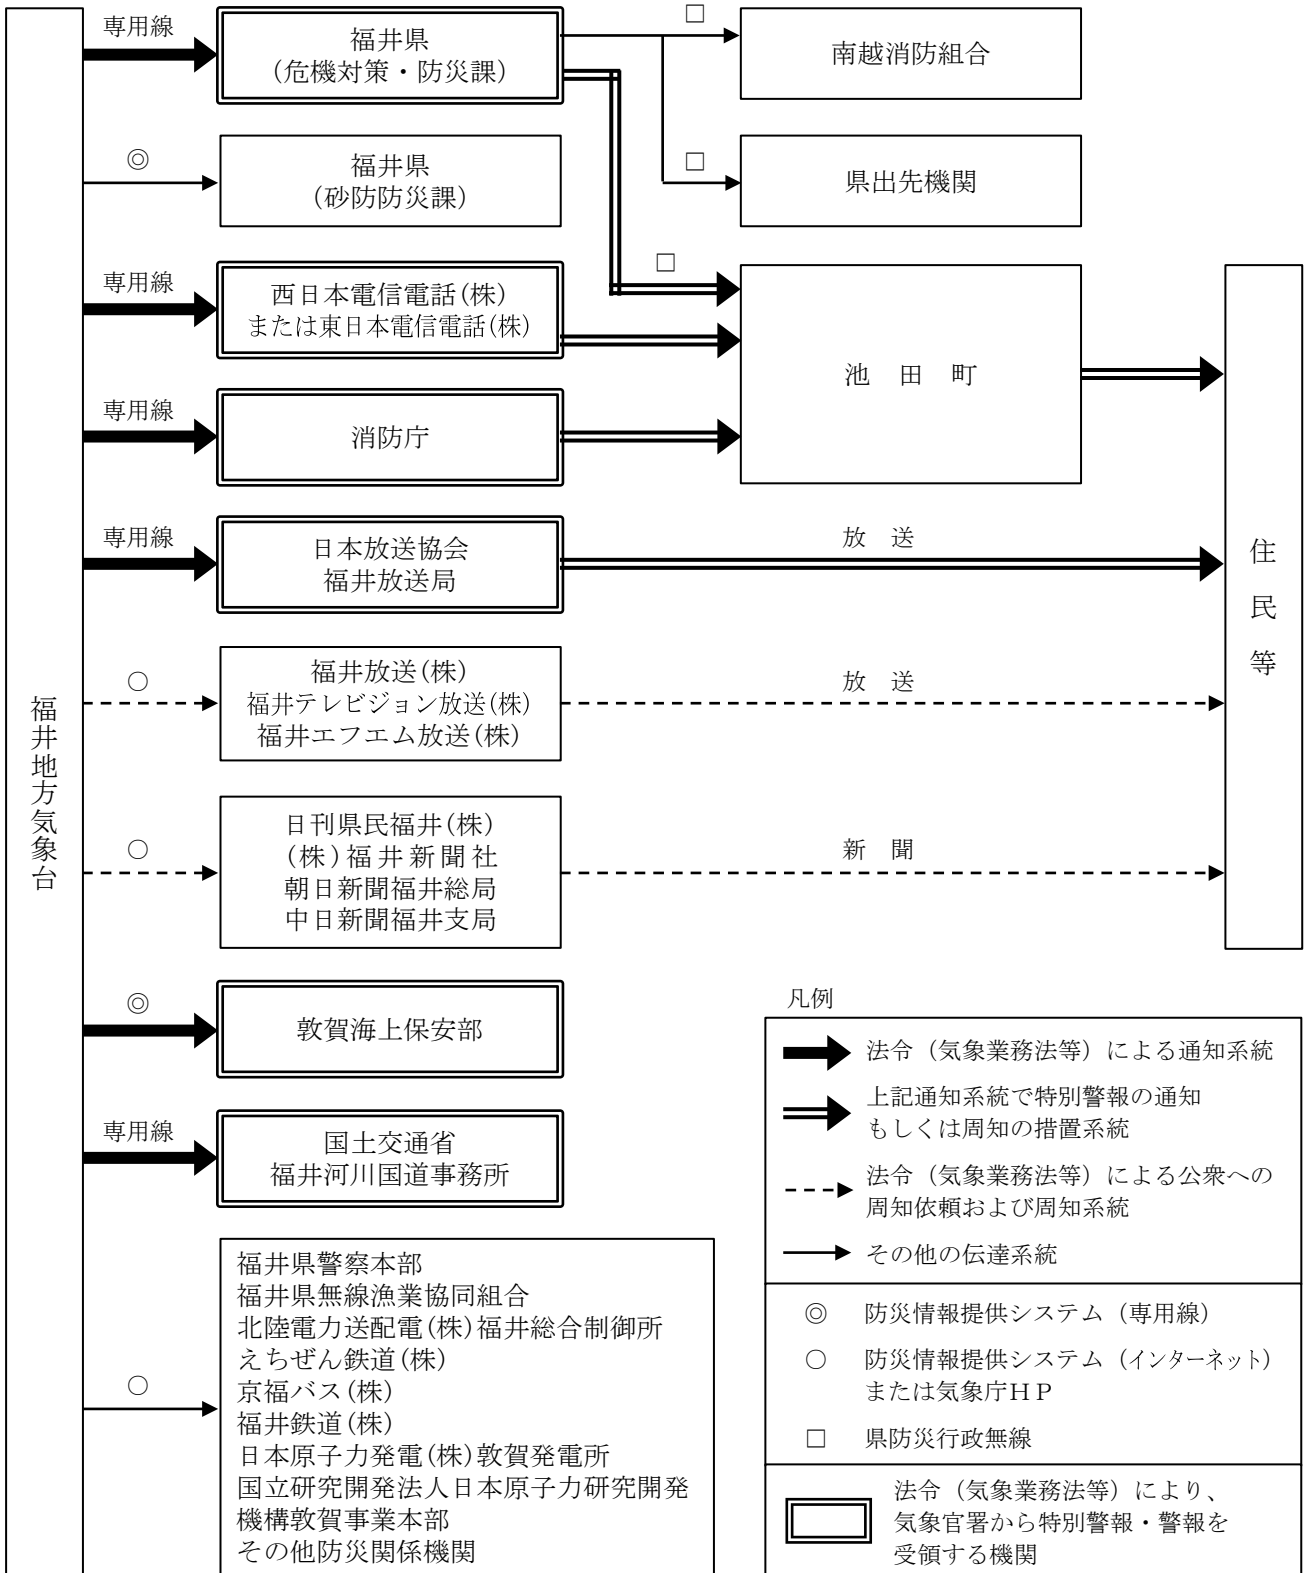 福井地方気象台
専用線
福井県
(危機対策・防災課)
□
南越消防組合
□
県出先機関
◎
福井県
(砂防防災課)
専用線
西日本電信電話(株)
または東日本電信電話(株)
□
池田町
専用線
消防庁
専用線
日本放送協会
福井放送局
放送
住民等
○
福井放送(株)
福井テレビジョン放送(株)
福井エフエム放送(株)
放送
○
日刊県民福井(株)
(株)福井新聞社
朝日新聞福井総局
中日新聞福井支局
新聞
◎
敦賀海上保安部
専用線
国土交通省
福井河川国道事務所
○
福井県警察本部
福井県無線漁業協同組合
北陸電力送配電(株)福井総合制御所
えちぜん鉄道(株)
京福バス(株)
福井鉄道(株)
日本原子力発電(株)敦賀発電所
国立研究開発法人日本原子力研究開発
機構敦賀事業本部
その他防災関係機関
凡例
法令(気象業務法等)による通知系統
上記通知系統で特別警報の通知
もしくは周知の措置系統
法令(気象業務法等)による公衆への
周知依頼および周知系統
その他の伝達系統
◎ 防災情報提供システム(専用線)
○ 防災情報提供システム(インターネット)
または気象庁HP
□ 県防災行政無線
法令(気象業務法等)により、
気象官署から特別警報・警報を
受領する機関